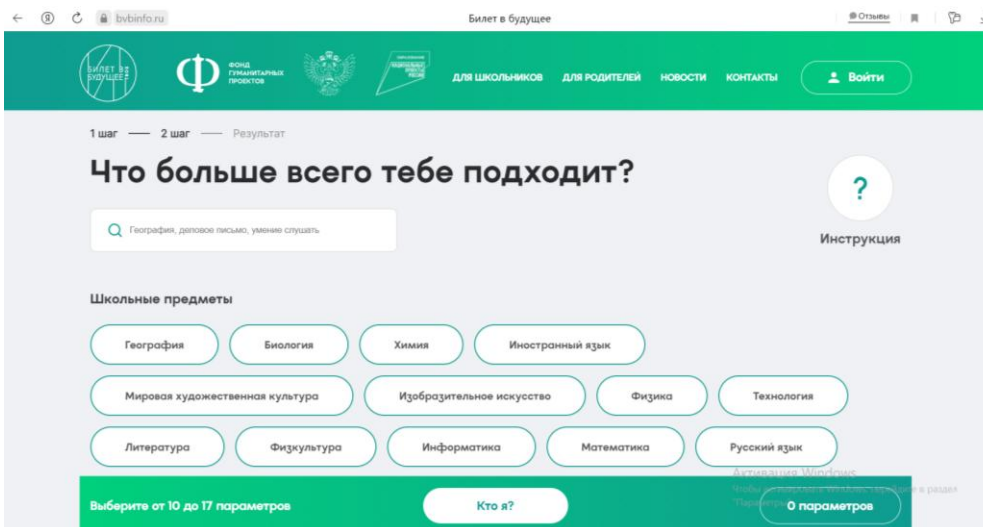 bvbinfo.ru
Билет в будущее
Отзывы
БИЛЕТ В
БУДУЩЕЕ
ФОНД
ГУМАНИТАРНЫХ
ПРОЕКТОВ
ДЛЯ ШКОЛЬНИКОВ ДЛЯ РОДИТЕЛЕЙ НОВОСТИ КОНТАКТЫ Войти
1 шаг 2 шаг Результат
Что больше всего тебе подходит?
?
География, деловое письмо, умение слушать
Инструкция
Школьные предметы
География Биология Химия Иностранный язык
Мировая художественная культура Изобразительное искусство Физика Технология
Литература Физкультура Информатика Математика Русский язык
Активация Windows
Выберите от 10 до 17 параметров Кто я? 0 параметров